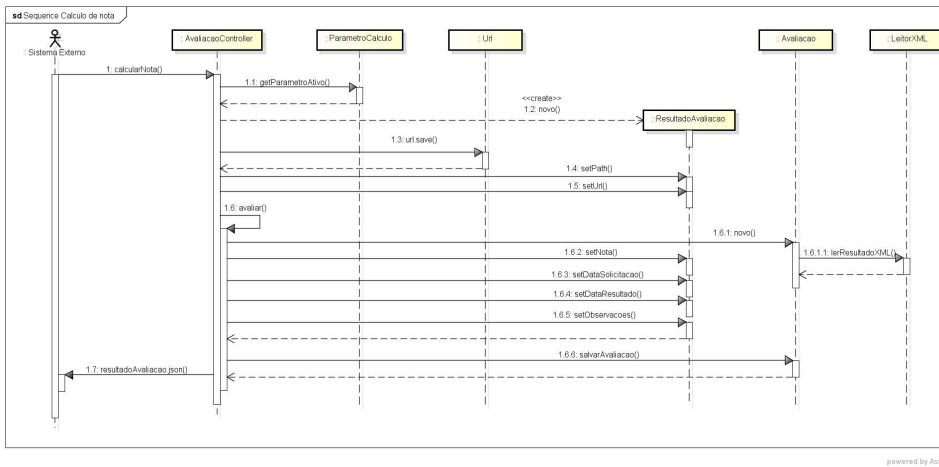 sd Sequence Calculo de nota
: Sistema Externo
: AvaliacaoController
: ParametroCalculo
: Url
: Avaliacao
: LeitorXML
1: calcularNota()
1.1: getParametroAtivo()
<<create>>
1.2: novo()
: ResultadoAvaliacao
1.3: url.save()
1.4: setPath()
1.5: setUrl()
1.6: avaliar()
1.6.1: novo()
1.6.2: setNota()
1.6.1.1: lerResultadoXML()
1.6.3: setDataSolicitacao()
1.6.4: setDataResultado()
1.6.5: setObservacoes()
1.6.6: salvarAvaliacao()
1.7: resultadoAvaliacao.json()
powered by As